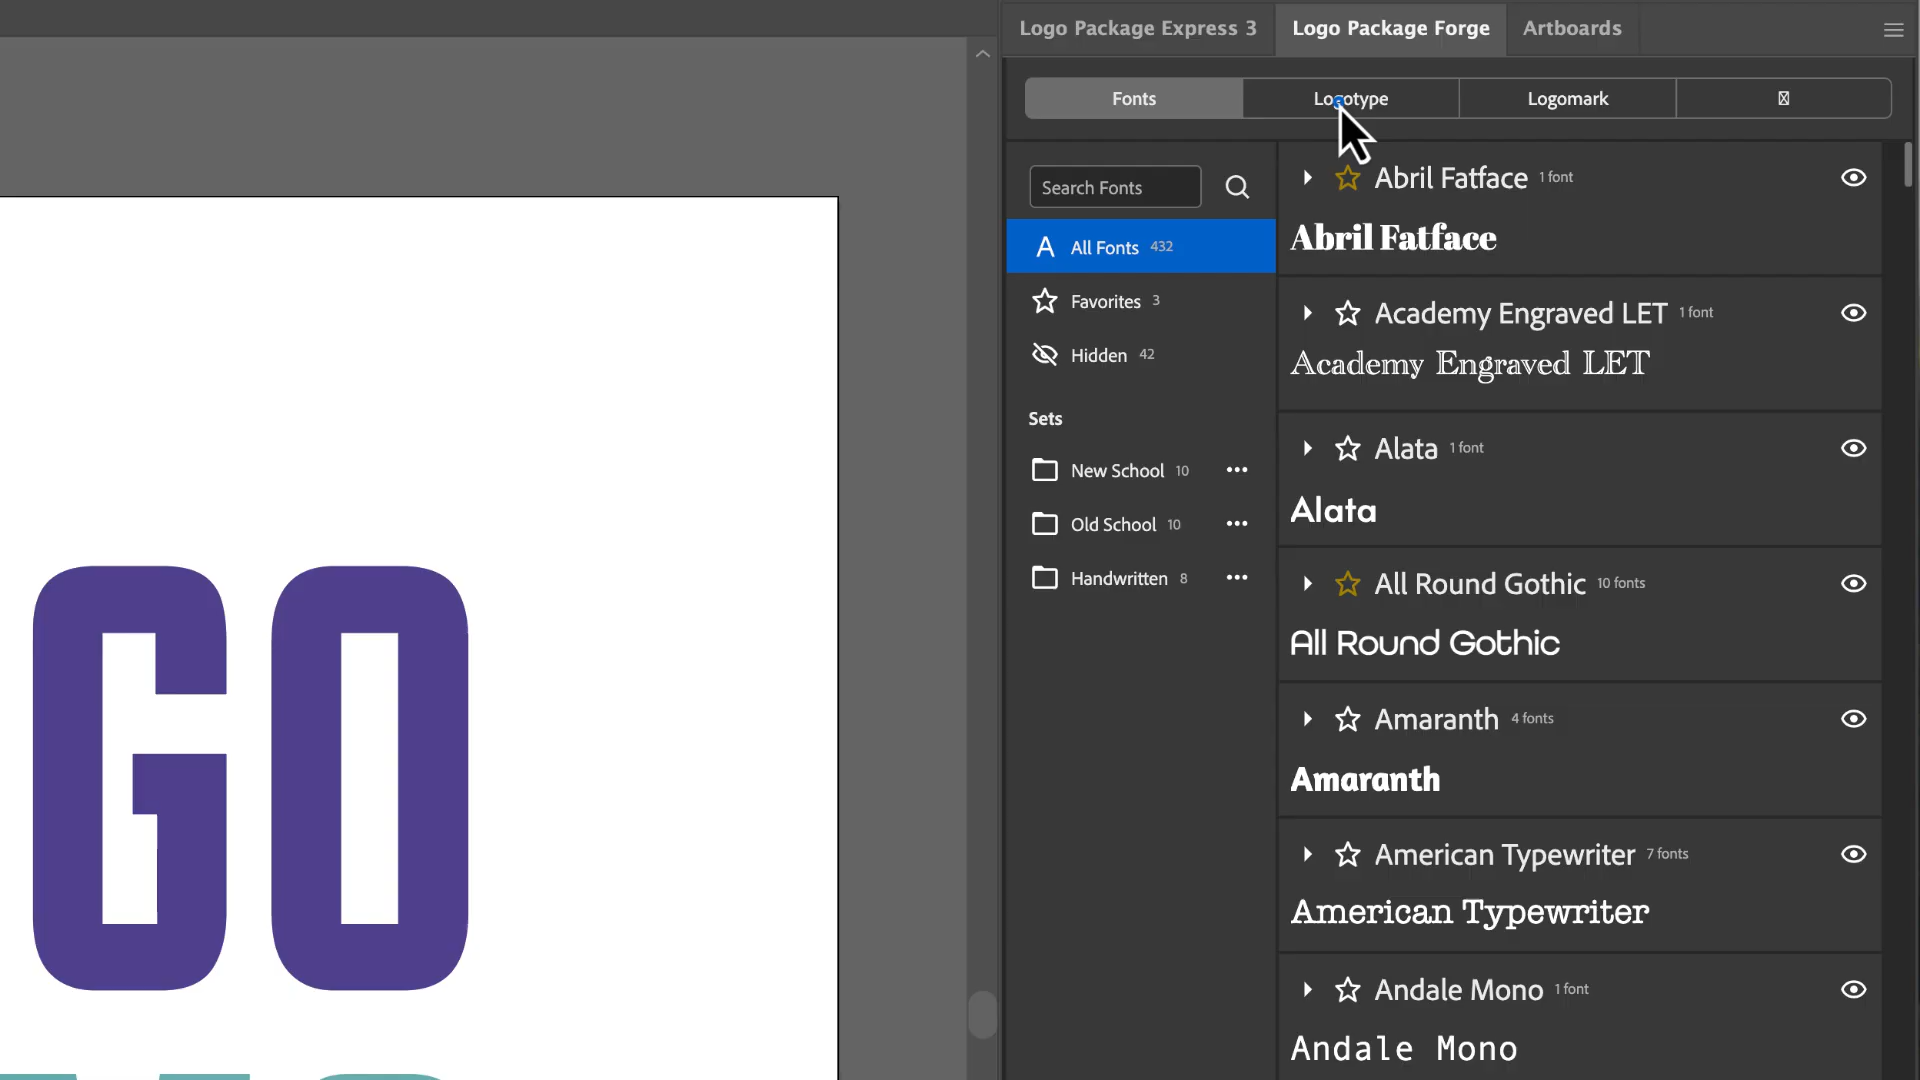 Logo Package Express 3
Logo Package Forge
Artboards
Fonts
Logotype
Logomark
Search Fonts
All Fonts 432
Favorites 3
Hidden 42
Sets
New School 10
Old School 10
Handwritten 8
Abril Fatface 1 font
Abril Fatface
Academy Engraved LET 1 font
Academy Engraved LET
Alata 1 font
Alata
All Round Gothic 10 fonts
All Round Gothic
Amaranth 4 fonts
Amaranth
American Typewriter 7 fonts
American Typewriter
Andale Mono 1 font
Andale Mono
GO